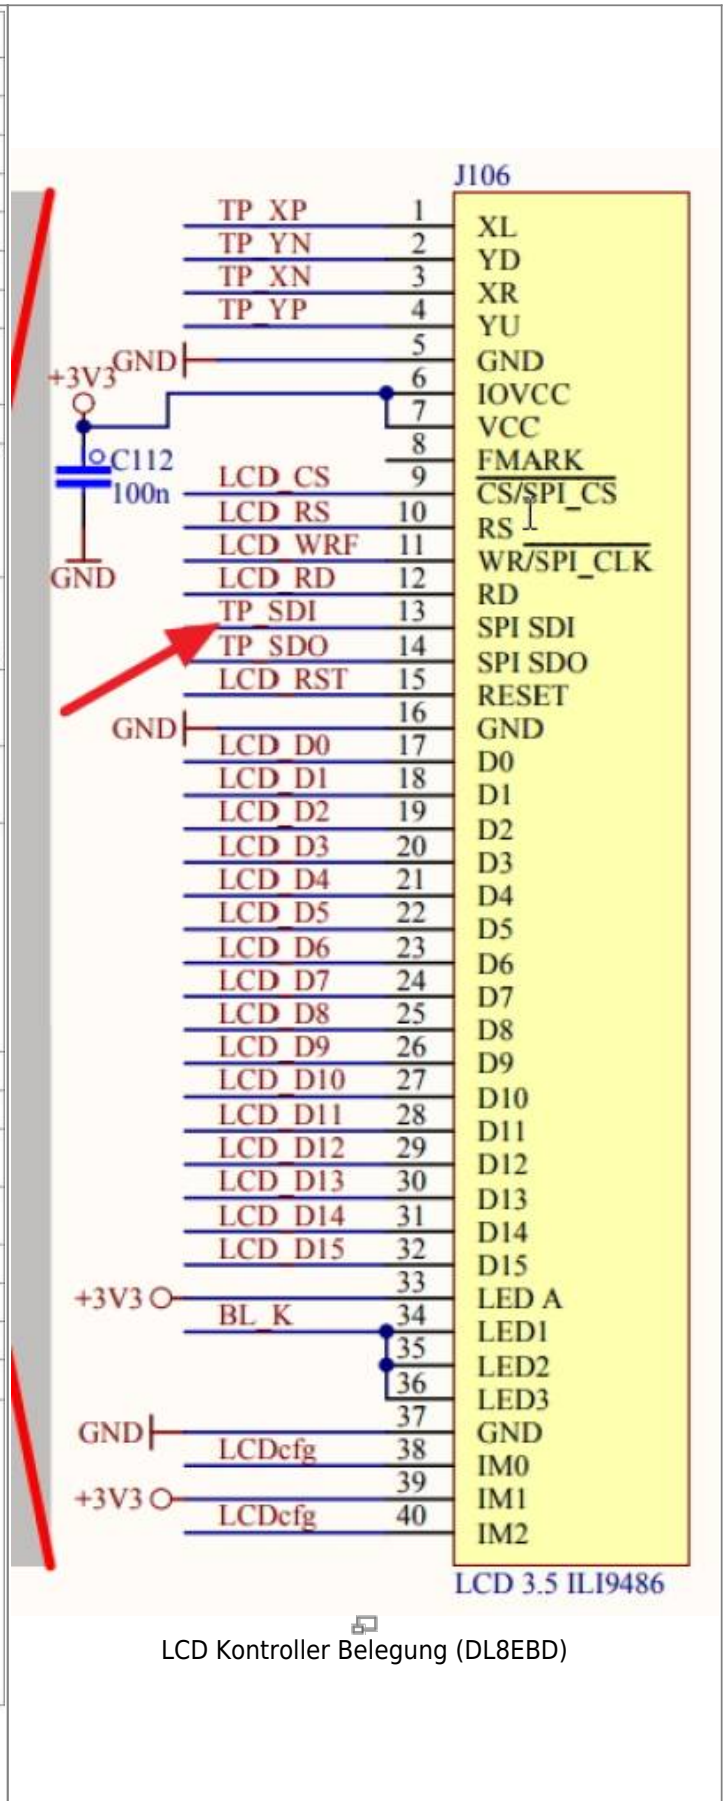 J106
TP_XP 1 XL
TP_YN 2 YD
TP_XN 3 XR
TP_YP 4 YU
GND 5 GND
+3V3 6 IOVCC
7 VCC
8 FMARK
C112
100n
GND
LCD_CS 9 CS/SPI_CS
LCD_RS 10 RS
LCD_WRF 11 WR/SPI_CLK
LCD_RD 12 RD
TP_SDI 13 SPI SDI
TP_SDO 14 SPI SDO
LCD_RST 15 RESET
GND 16 GND
LCD_D0 17 D0
LCD_D1 18 D1
LCD_D2 19 D2
LCD_D3 20 D3
LCD_D4 21 D4
LCD_D5 22 D5
LCD_D6 23 D6
LCD_D7 24 D7
LCD_D8 25 D8
LCD_D9 26 D9
LCD_D10 27 D10
LCD_D11 28 D11
LCD_D12 29 D12
LCD_D13 30 D13
LCD_D14 31 D14
LCD_D15 32 D15
+3V3 33 LED A
BL_K 34 LED1
35 LED2
36 LED3
GND 37 GND
LCDcfg 38 IM0
+3V3 39 IM1
LCDcfg 40 IM2
LCD 3.5 ILI9486
LCD Kontroller Belegung (DL8EBD)